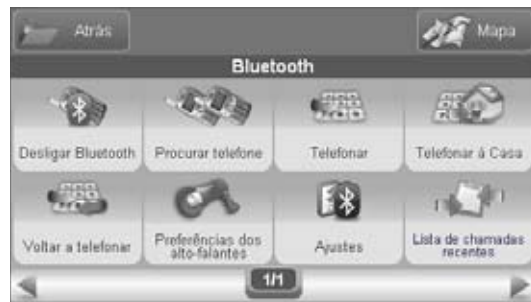 Atrás
Mapa
Bluetooth
Desligar Bluetooth
Procurar telefone
Telefonar
Telefonar á Casa
Voltar a telefonar
Preferências dos
alto-falantes
Ajustes
Lista de chamadas
recentes
1/1